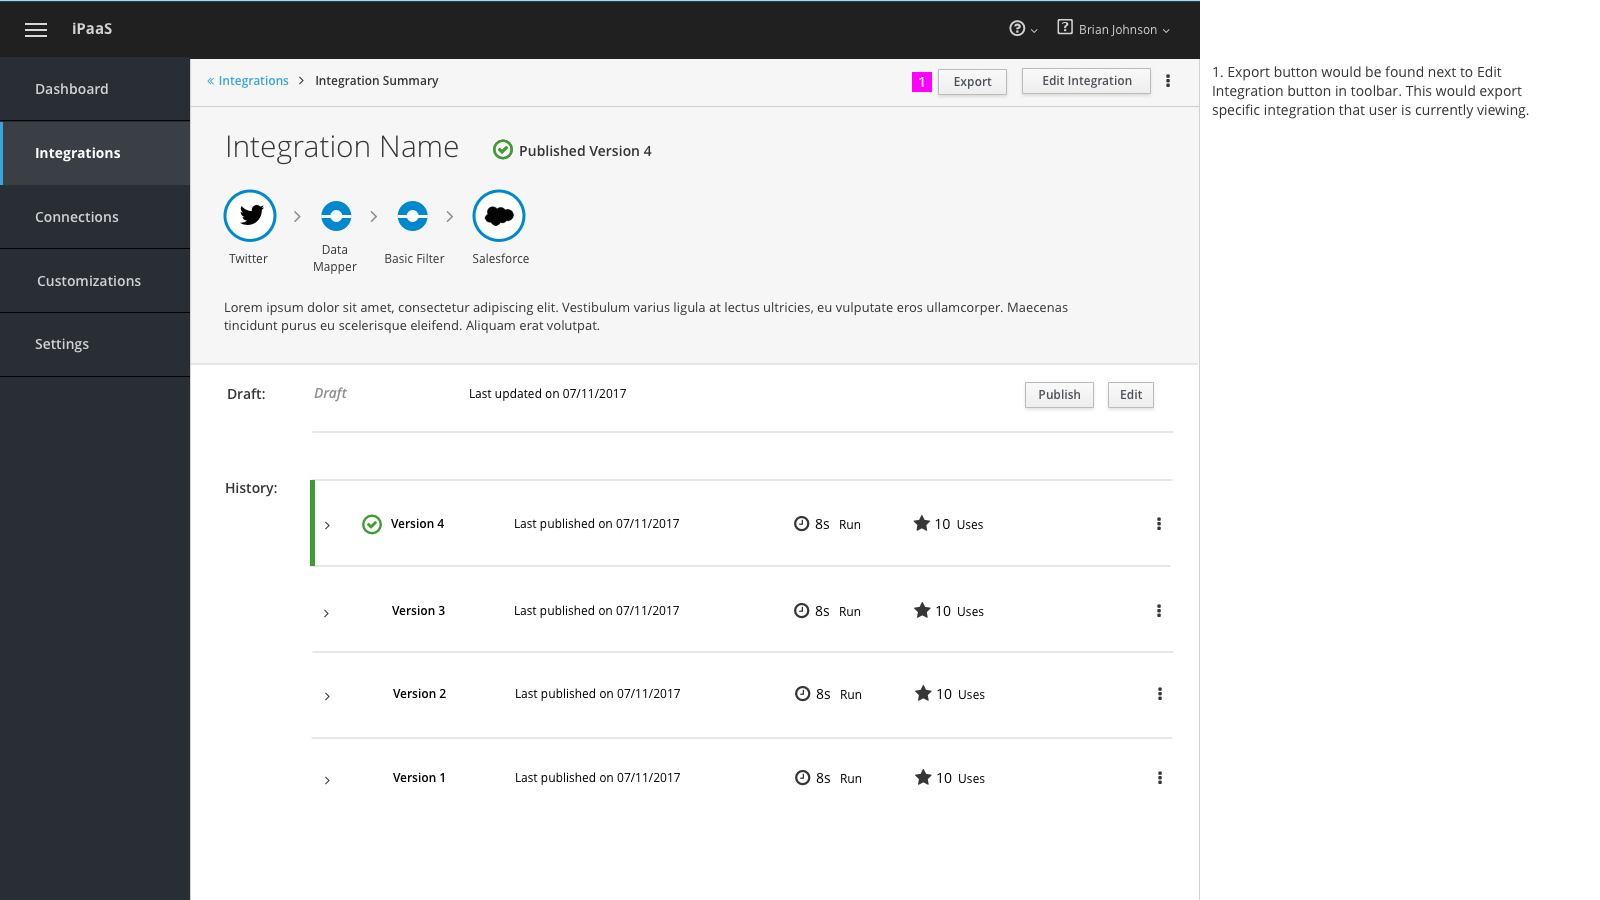 iPaaS
Brian Johnson
Dashboard
Integrations
Connections
Customizations
Settings
« Integrations > Integration Summary
1 Export Edit Integration
Integration Name Published Version 4
Twitter
Data
Mapper
Basic Filter
Salesforce
Lorem ipsum dolor sit amet, consectetur adipiscing elit. Vestibulum varius ligula at lectus ultricies, eu vulputate eros ullamcorper. Maecenas
tincidunt purus eu scelerisque eleifend. Aliquam erat volutpat.
Draft: Draft Last updated on 07/11/2017 Publish Edit
History:
Version 4 Last published on 07/11/2017 8s Run 10 Uses
Version 3 Last published on 07/11/2017 8s Run 10 Uses
Version 2 Last published on 07/11/2017 8s Run 10 Uses
Version 1 Last published on 07/11/2017 8s Run 10 Uses
1. Export button would be found next to Edit
Integration button in toolbar. This would export
specific integration that user is currently viewing.